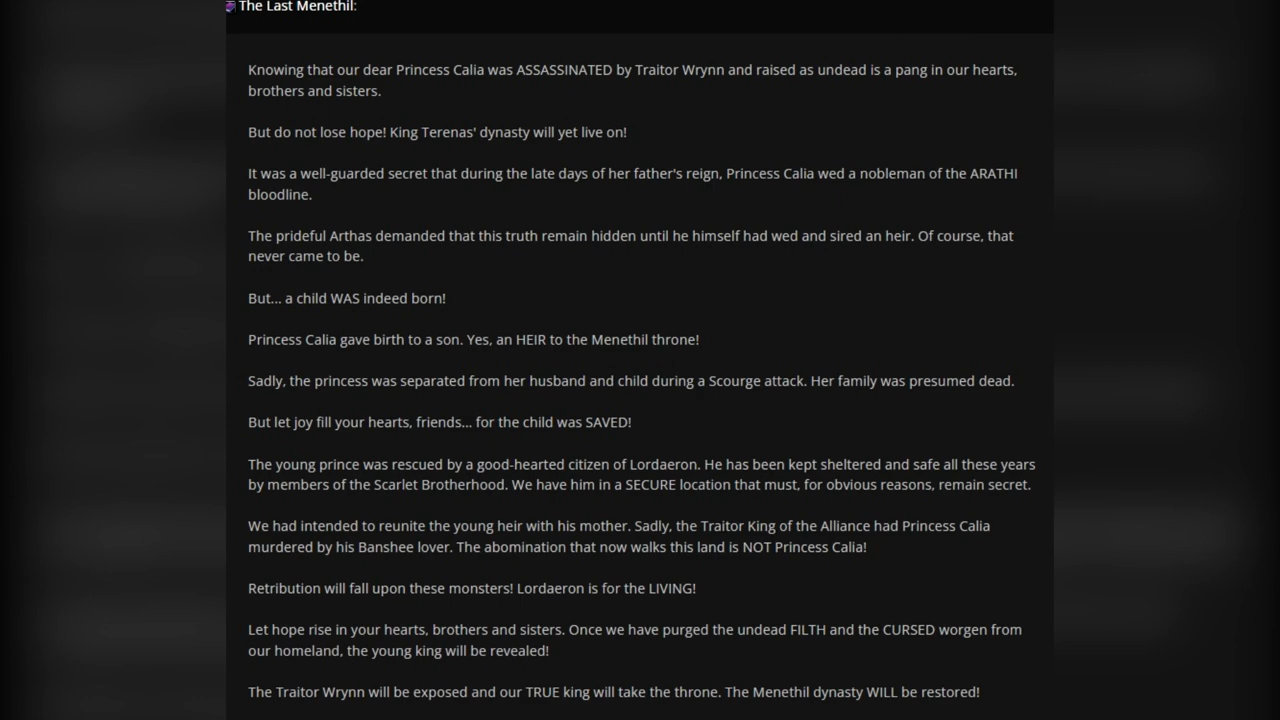 The Last Menethil:
Knowing that our dear Princess Calia was ASSASSINATED by Traitor Wrynn and raised as undead is a pang in our hearts,
brothers and sisters.
But do not lose hope! King Terenas' dynasty will yet live on!
It was a well-guarded secret that during the late days of her father's reign, Princess Calia wed a nobleman of the ARATHI
bloodline.
The prideful Arthas demanded that this truth remain hidden until he himself had wed and sired an heir. Of course, that
never came to be.
But... a child WAS indeed born!
Princess Calia gave birth to a son. Yes, an HEIR to the Menethil throne!
Sadly, the princess was separated from her husband and child during a Scourge attack. Her family was presumed dead.
But let joy fill your hearts, friends... for the child was SAVED!
The young prince was rescued by a good-hearted citizen of Lordaeron. He has been kept sheltered and safe all these years
by members of the Scarlet Brotherhood. We have him in a SECURE location that must, for obvious reasons, remain secret.
We had intended to reunite the young heir with his mother. Sadly, the Traitor King of the Alliance had Princess Calia
murdered by his Banshee lover. The abomination that now walks this land is NOT Princess Calia!
Retribution will fall upon these monsters! Lordaeron is for the LIVING!
Let hope rise in your hearts, brothers and sisters. Once we have purged the undead FILTH and the CURSED worgen from
our homeland, the young king will be revealed!
The Traitor Wrynn will be exposed and our TRUE king will take the throne. The Menethil dynasty WILL be restored!